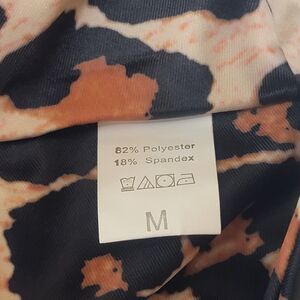 82% Polyester
18% Spandex
M